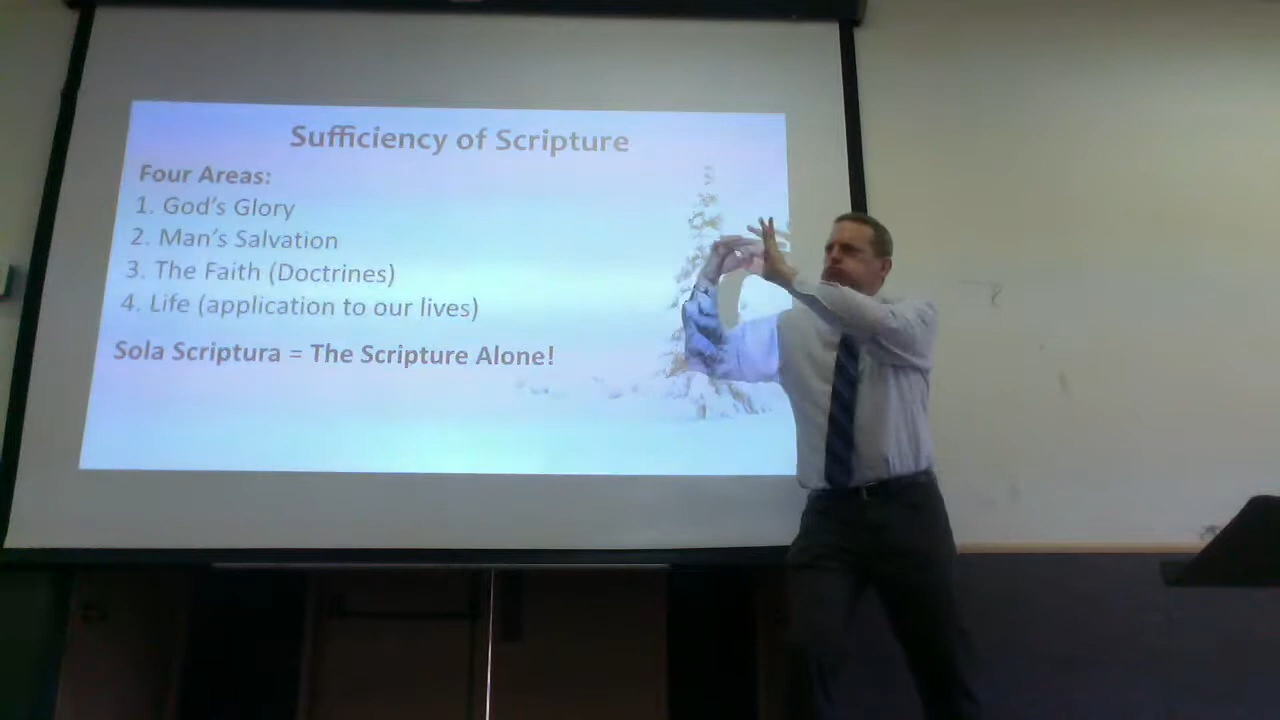 Sufficiency of Scripture
Four Areas:
1. God's Glory
2. Man's Salvation
3. The Faith (Doctrines)
4. Life (application to our lives)
Sola Scriptura = The Scripture Alone!